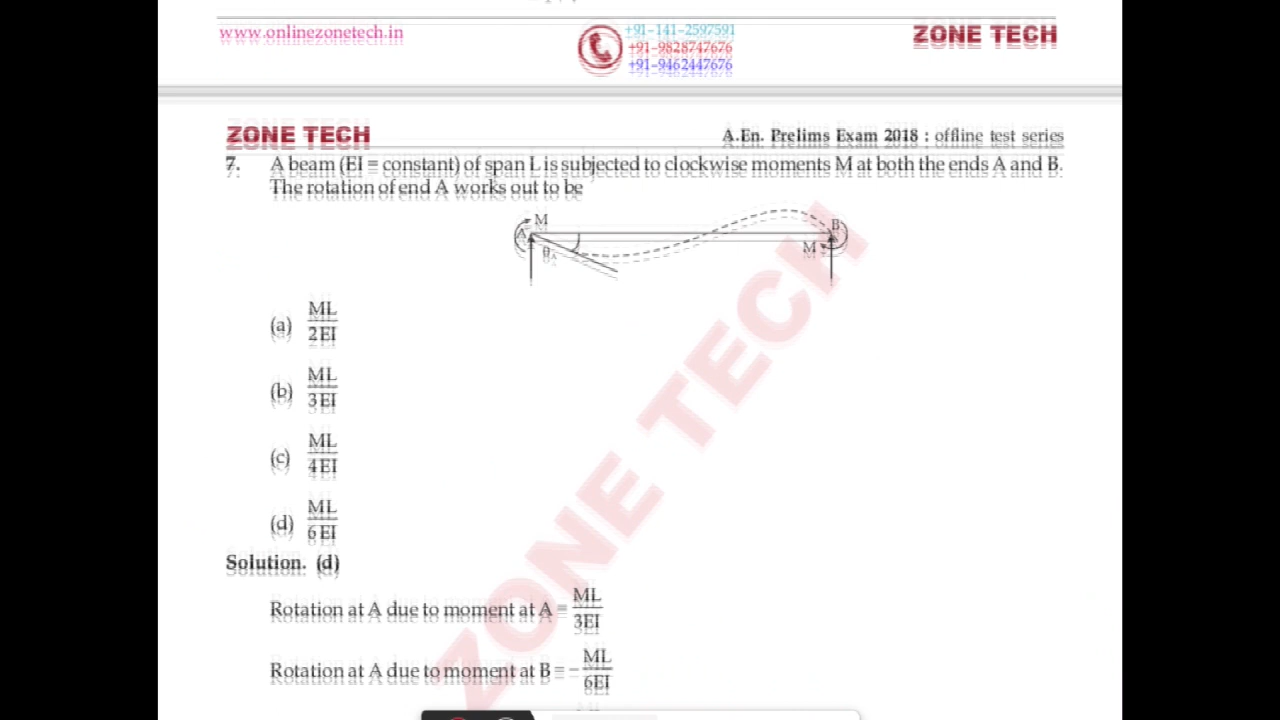 www.onlinezonetech.in
+91-141-2597591
+91-9828747676
+91-9462447676
ZONE TECH
ZONE TECH
A.En. Prelims Exam 2018 : offline test series
7. A beam (EI = constant) of span L is subjected to clockwise moments M at both the ends A and B.
The rotation of end A works out to be
M
A
B
M
θA
(a) ML/2EI
(b) ML/3EI
(c) ML/4EI
(d) ML/6EI
Solution. (d)
Rotation at A due to moment at A = ML/3EI
Rotation at A due to moment at B = -ML/6EI
ZONE TECH